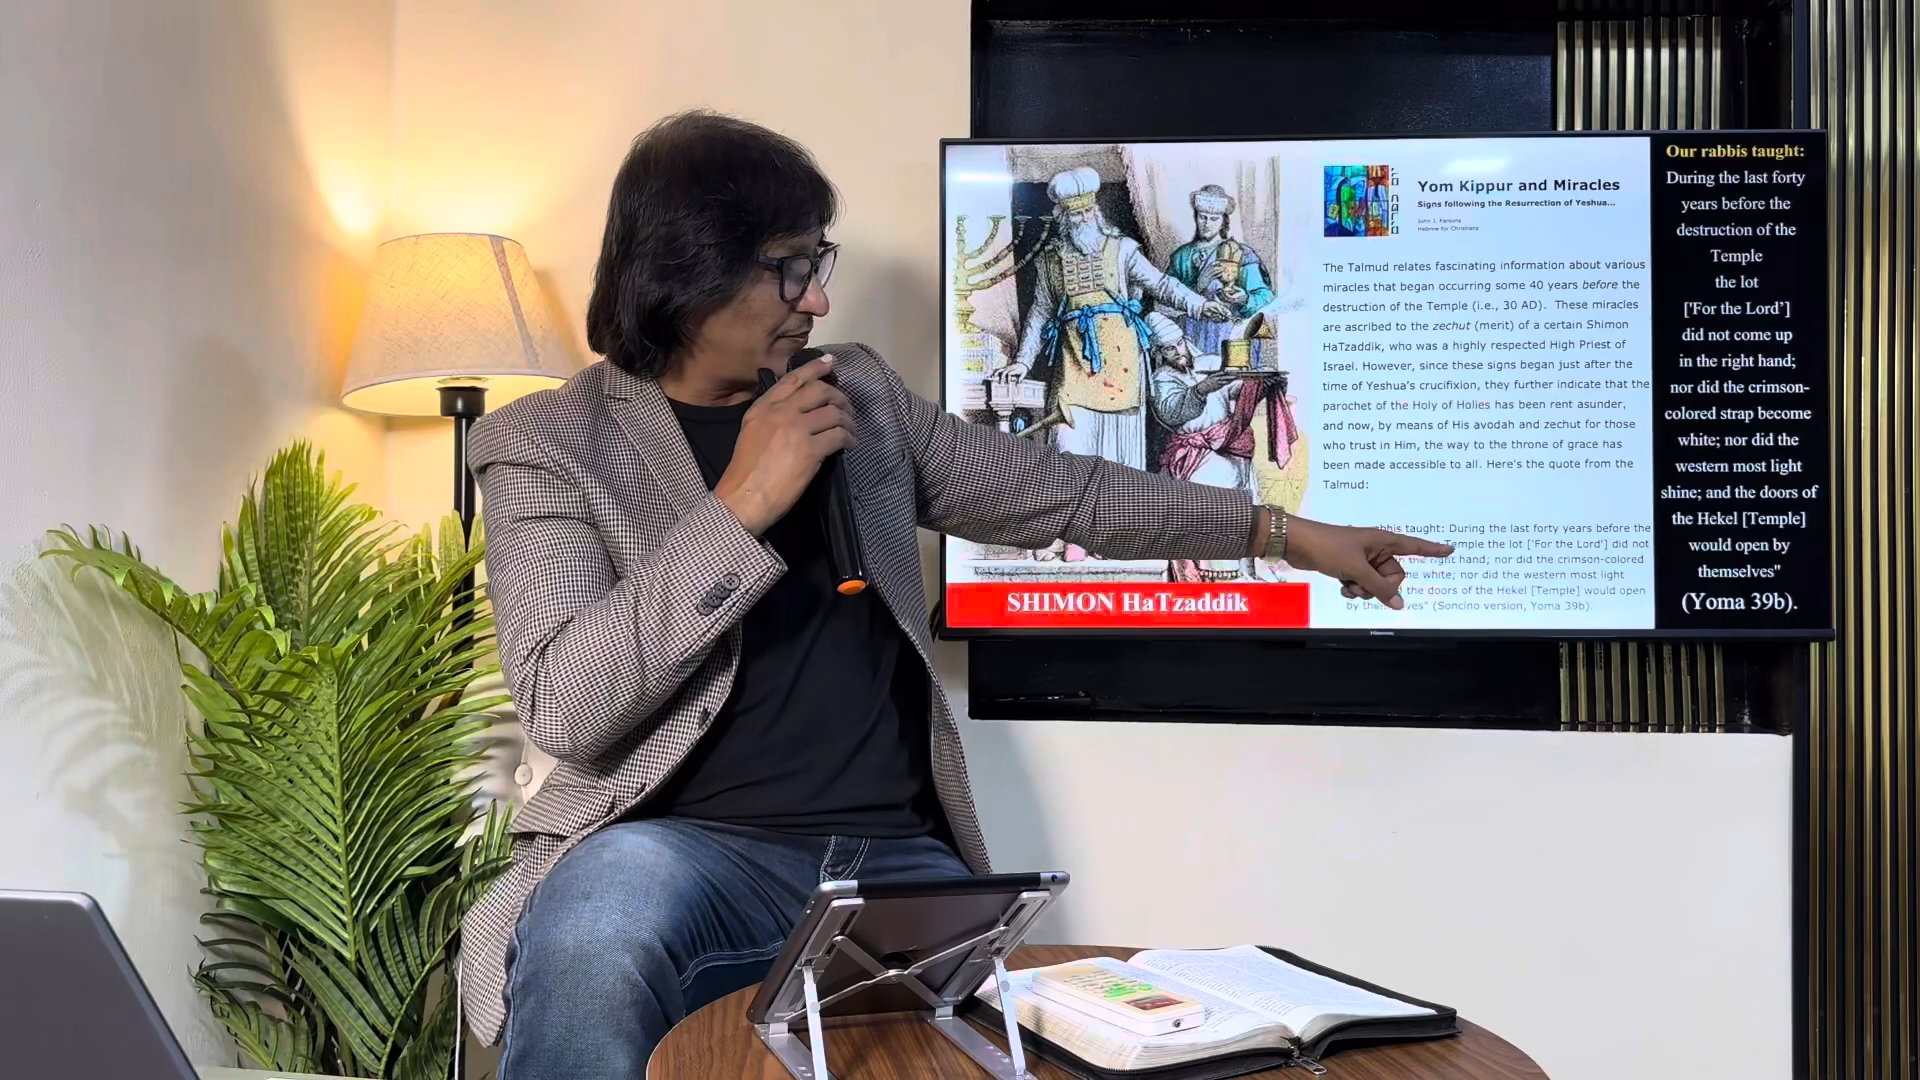 SHIMON HaTzaddik
Yom Kippur and Miracles
Signs following the Resurrection of Yeshua...
John J. Parsons
Hebrew for Christians
The Talmud relates fascinating information about various
miracles that began occurring some 40 years before the
destruction of the Temple (i.e., 30 AD). These miracles
are ascribed to the zechut (merit) of a certain Shimon
HaTzaddik, who was a highly respected High Priest of
Israel. However, since these signs began just after the
time of Yeshua's crucifixion, they further indicate that the
parochet of the Holy of Holies has been rent asunder,
and now, by means of His avodah and zechut for those
who trust in Him, the way to the throne of grace has
been made accessible to all. Here's the quote from the
Talmud:
taught: During the last forty years before the
Temple the lot ['For the Lord'] did not
the right hand; nor did the crimson-colored
white; nor did the western most light
the doors of the Hekel [Temple] would open
by themselves" (Soncino version, Yoma 39b).
Our rabbis taught:
During the last forty
years before the
destruction of the
Temple
the lot
['For the Lord']
did not come up
in the right hand;
nor did the crimson-
colored strap become
white; nor did the
western most light
shine; and the doors of
the Hekel [Temple]
would open by
themselves"
(Yoma 39b).
Hisense